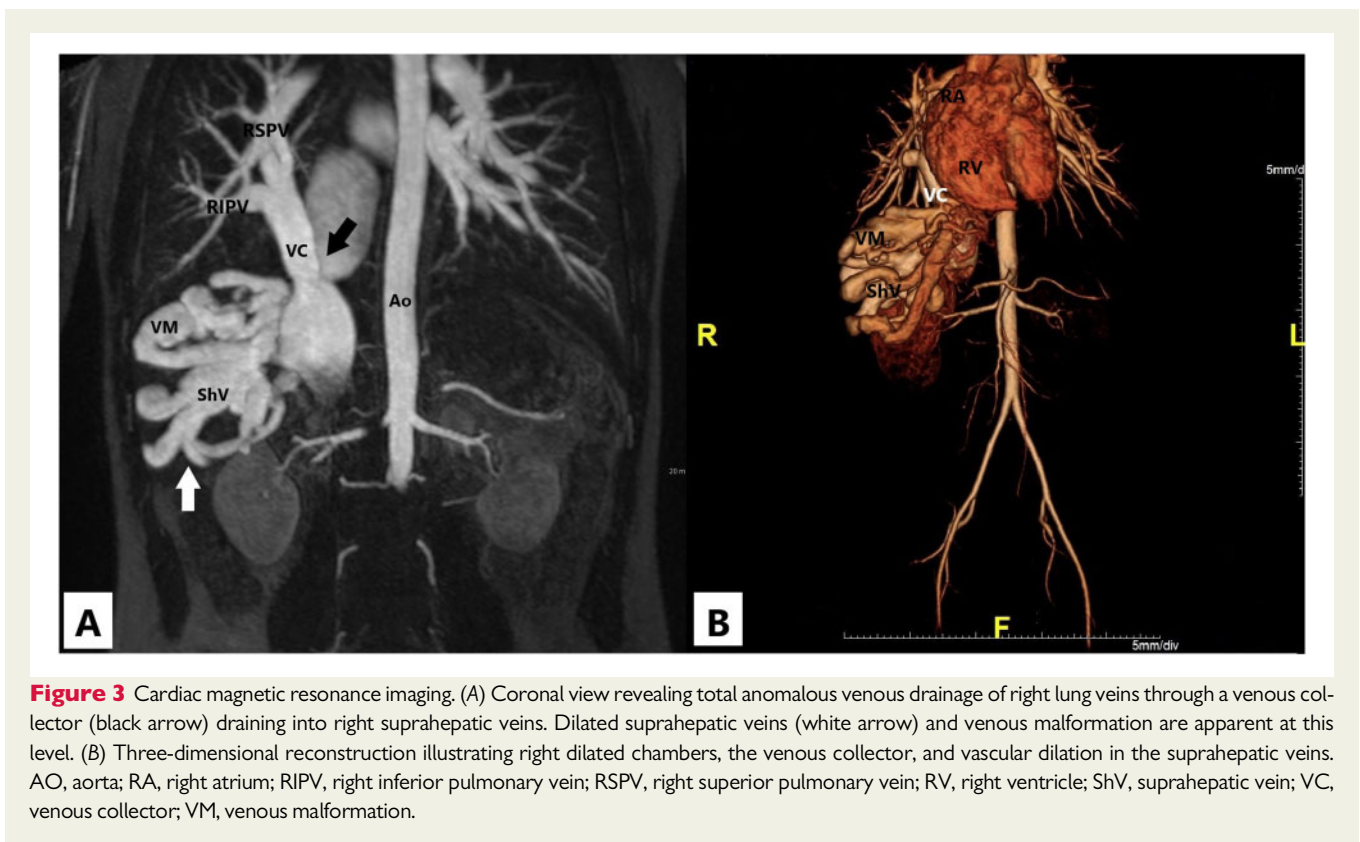 RSPV
RIPV
VC
Ao
VM
ShV
20 m
A
RA
RV
5mm/d
VC
VM
ShV
R
L
F
5mm/div
B
Figure 3 Cardiac magnetic resonance imaging. (A) Coronal view revealing total anomalous venous drainage of right lung veins through a venous col-
lector (black arrow) draining into right suprahepatic veins. Dilated suprahepatic veins (white arrow) and venous malformation are apparent at this
level. (B) Three-dimensional reconstruction illustrating right dilated chambers, the venous collector, and vascular dilation in the suprahepatic veins.
AO, aorta; RA, right atrium; RIPV, right inferior pulmonary vein; RSPV, right superior pulmonary vein; RV, right ventricle; ShV, suprahepatic vein; VC,
venous collector; VM, venous malformation.